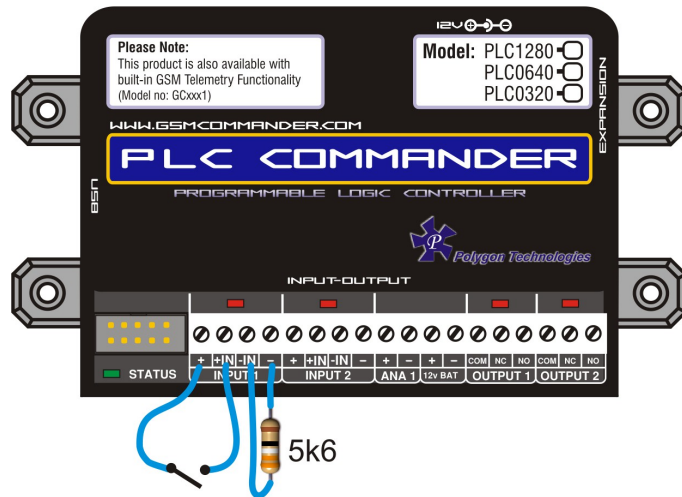 12V
Please Note:
This product is also available with
built-in GSM Telemetry Functionality
(Model no: GCxxx1)
Model: PLC1280
PLC0640
PLC0320
WWW.GSMCOMMANDER.COM
EXPANSION
PLC COMMANDER
USB
PROGRAMMABLE LOGIC CONTROLLER
P
Polygon Technologies
INPUT-OUTPUT
+ +IN -IN - + +IN -IN - + - + - COM NC NO COM NC NO
STATUS INPUT 1 INPUT 2 ANA 1 12v BAT OUTPUT 1 OUTPUT 2
5k6